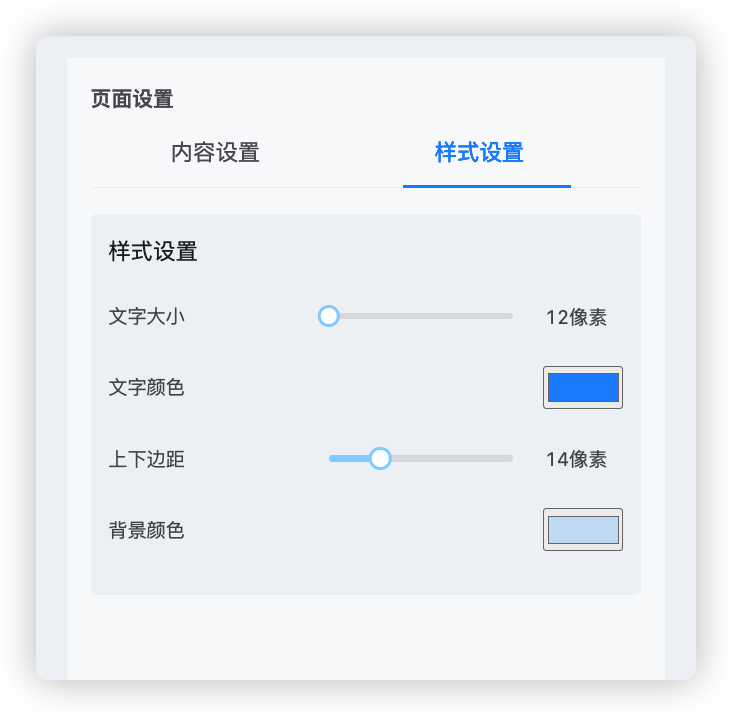 页面设置
内容设置 样式设置
样式设置
文字大小 12像素
文字颜色
上下边距 14像素
背景颜色